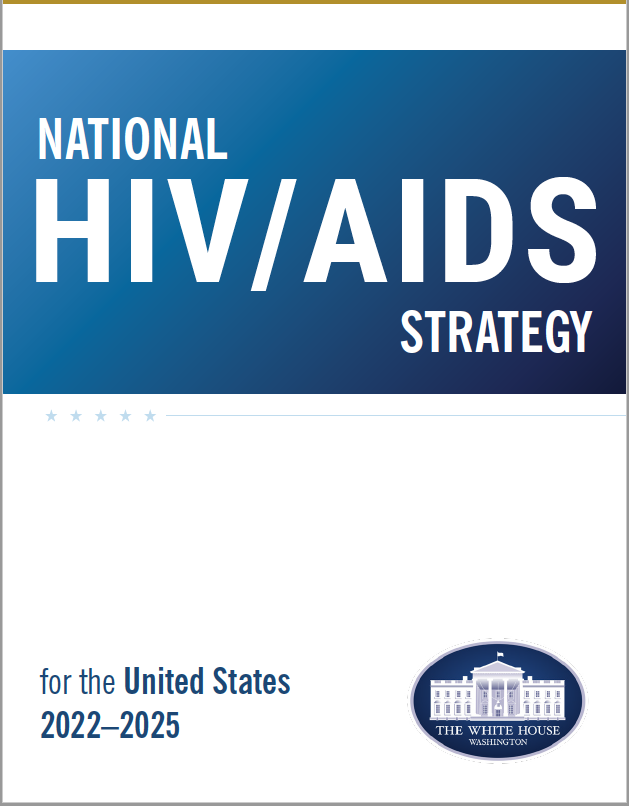 NATIONAL
HIV/AIDS
STRATEGY
for the United States
2022–2025
THE WHITE HOUSE
WASHINGTON